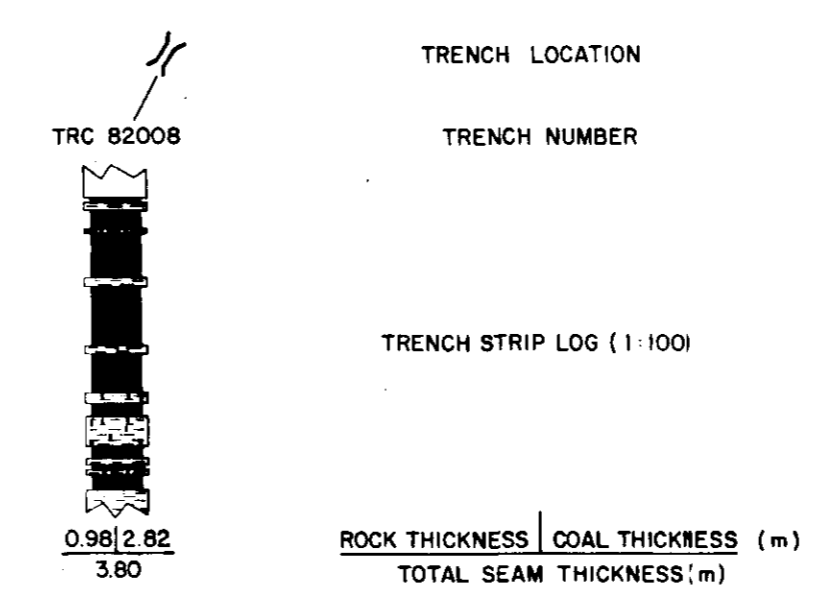 TRENCH LOCATION
TRC 82008 TRENCH NUMBER
TRENCH STRIP LOG (1:100)
0.98|2.82 ROCK THICKNESS | COAL THICKNESS (m)
3.80 TOTAL SEAM THICKNESS (m)